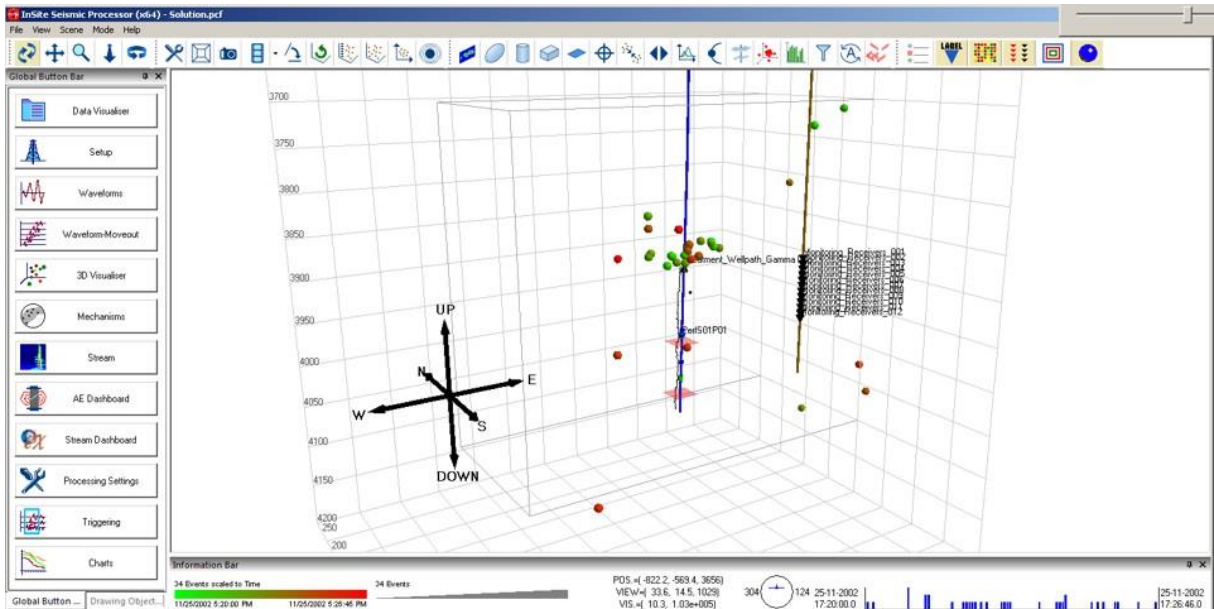 InSite Seismic Processor (x64) - Solution.pcf
File View Scene Mode Help
LABEL
Global Button Bar
Data Visualiser
Setup
Waveforms
Waveform-Moveout
3D Visualiser
Mechanisms
Stream
AE Dashboard
Stream Dashboard
Processing Settings
Triggering
Charts
Global Button ... Drawing Object...
3700
3750
3800
3850
3900
3950
4000
4050
4100
4150
4200
250
200
UP
N
E
W
S
DOWN
Wellpath_Gamma
PerfS01P01
Monitoring_Receivers_001
Monitoring_Receivers_012
Information Bar
34 Events scaled to Time
11/25/2002 5:20:00 PM 11/25/2002 5:26:46 PM
34 Events
POS.=( -822.2, -569.4, 3656)
VIEW=( 33.6, 14.5, 1029)
VIS.=( 10.3, 1.03e+005)
304 124
25-11-2002
17:20:00.0
25-11-2002
17:26:46.0